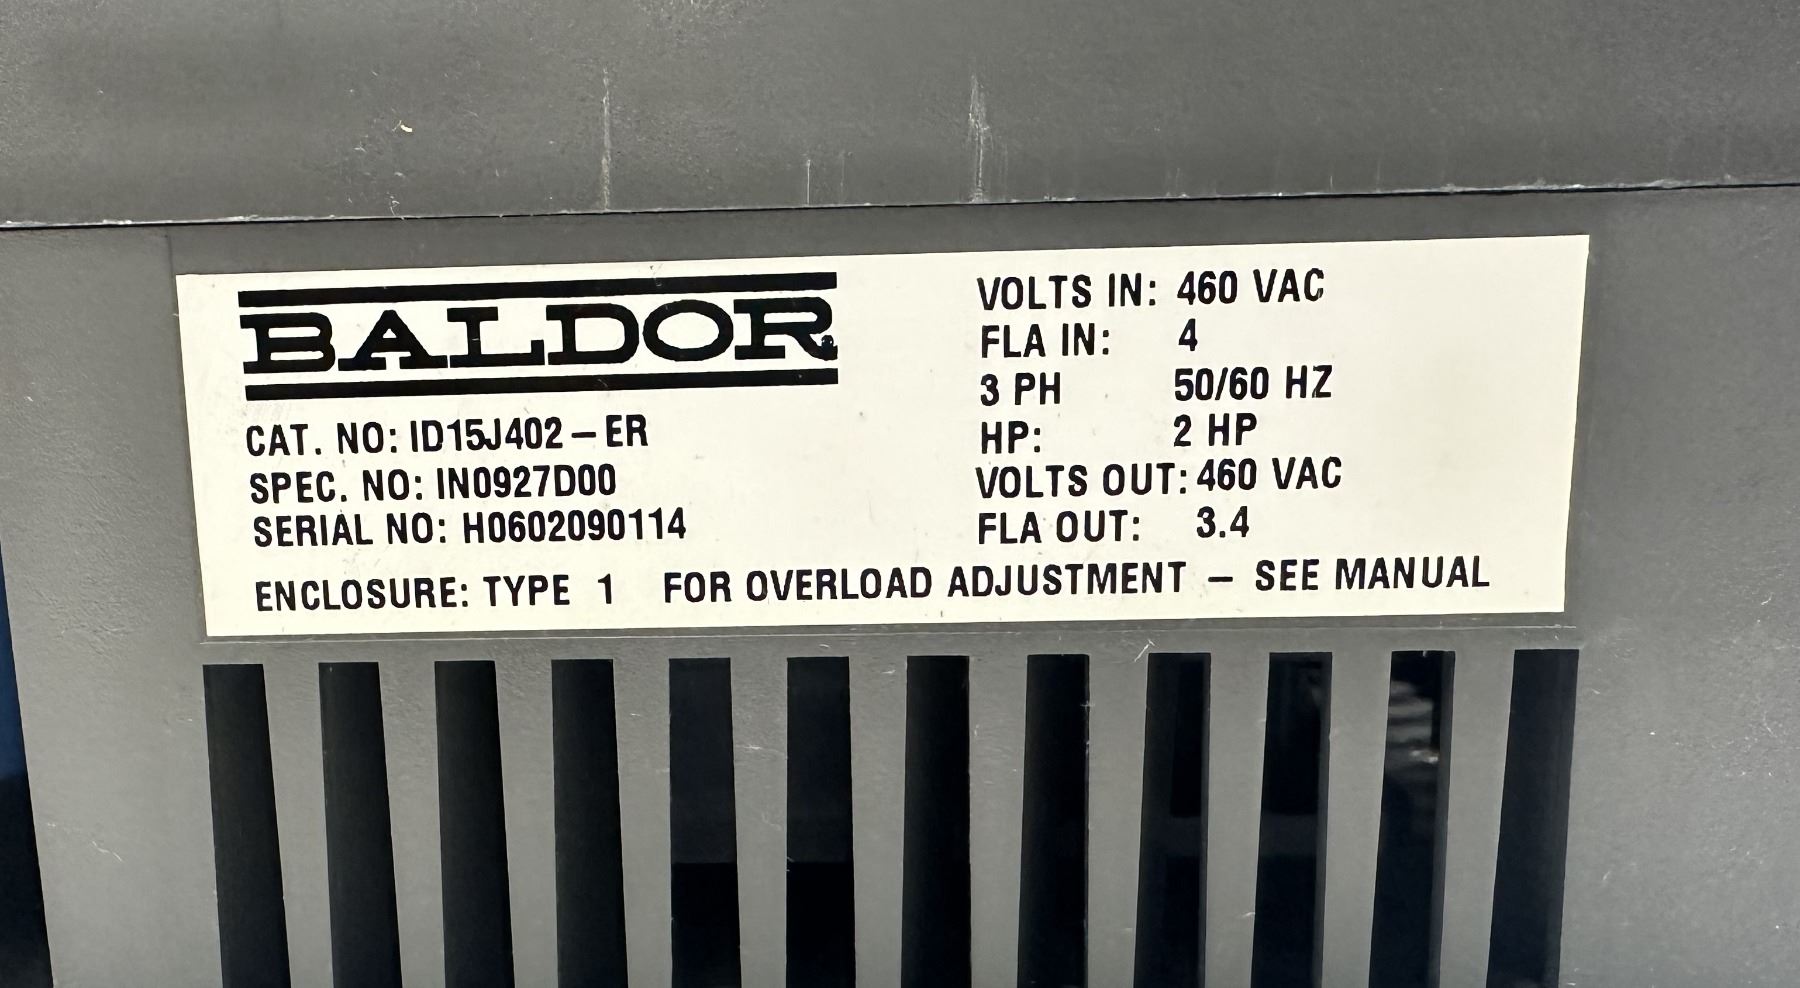 BALDOR
CAT. NO: ID15J402-ER
SPEC. NO: IN0927D00
SERIAL NO: H0602090114
VOLTS IN: 460 VAC
FLA IN: 4
3 PH 50/60 HZ
HP: 2 HP
VOLTS OUT: 460 VAC
FLA OUT: 3.4
ENCLOSURE: TYPE 1 FOR OVERLOAD ADJUSTMENT - SEE MANUAL